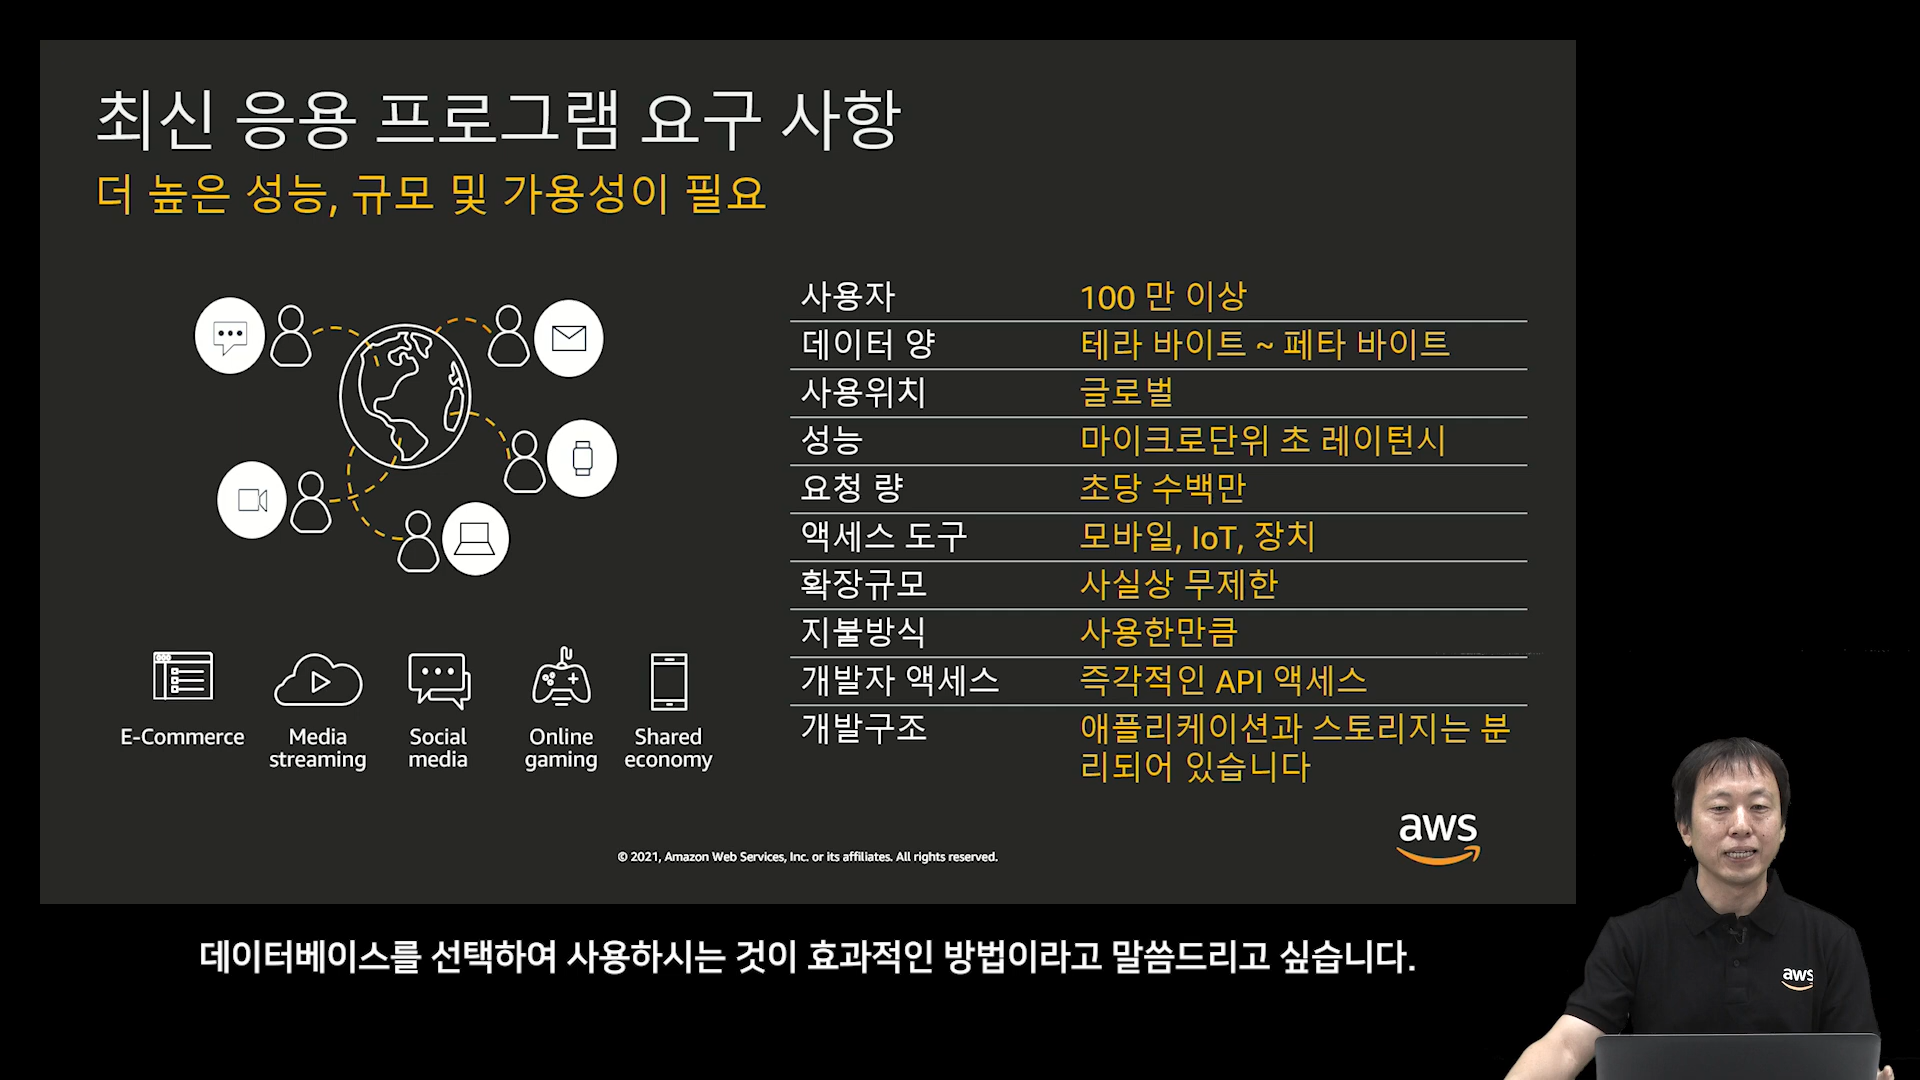 최신 응용 프로그램 요구 사항
더 높은 성능, 규모 및 가용성이 필요
사용자 100 만 이상
데이터 양 테라 바이트 ~ 페타 바이트
사용위치 글로벌
성능 마이크로단위 초 레이턴시
요청 량 초당 수백만
액세스 도구 모바일, IoT, 장치
확장규모 사실상 무제한
지불방식 사용한만큼
개발자 액세스 즉각적인 API 액세스
개발구조 애플리케이션과 스토리지는 분
리되어 있습니다
E-Commerce
Media
streaming
Social
media
Online
gaming
Shared
economy
aws
© 2021, Amazon Web Services, Inc. or its affiliates. All rights reserved.
데이터베이스를 선택하여 사용하시는 것이 효과적인 방법이라고 말씀드리고 싶습니다.
aws